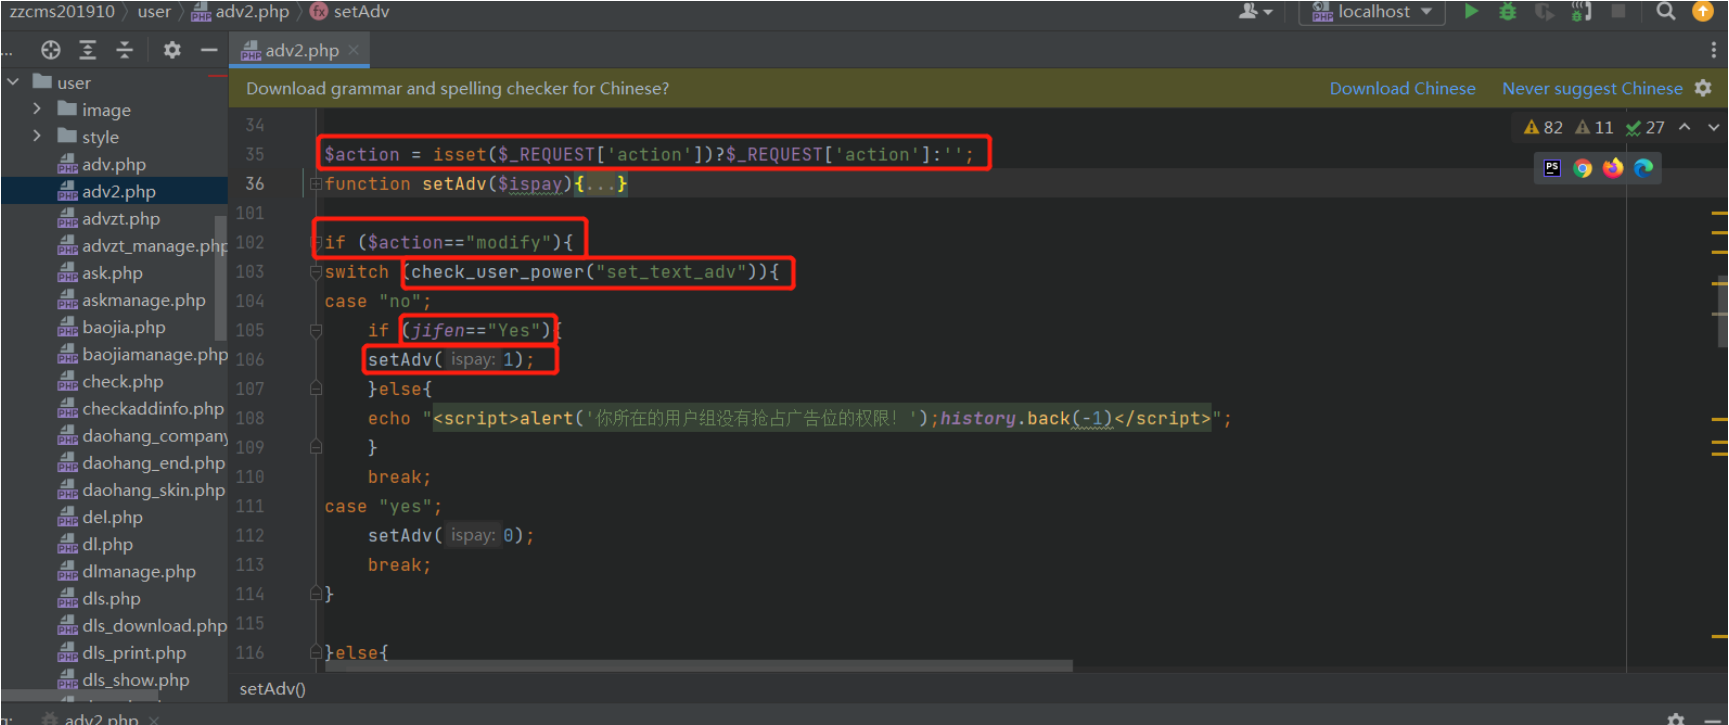 zzcms201910 user adv2.php setAdv localhost
... adv2.php
Download grammar and spelling checker for Chinese? Download Chinese Never suggest Chinese
user
image
style
adv.php
adv2.php
advzt.php
advzt_manage.php
ask.php
askmanage.php
baojia.php
baojiamanage.php
check.php
checkaddinfo.php
daohang_company
daohang_end.php
daohang_skin.php
del.php
dl.php
dlmanage.php
dls.php
dls_download.php
dls_print.php
dls_show.php
82 11 27
34
35 $action = isset($_REQUEST['action'])?$_REQUEST['action']:'';
36 function setAdv($ispay){...}
101
102 if ($action=="modify"){
103 switch (check_user_power("set_text_adv")){
104 case "no";
105 if (jifen=="Yes"){
106 setAdv( ispay: 1);
107 }else{
108 echo "<script>alert('你所在的用户组没有抢占广告位的权限！');history.back(-1)</script>";
109 }
110 break;
111 case "yes";
112 setAdv( ispay: 0);
113 break;
114 }
115
116 }else{
setAdv()
adv2.php